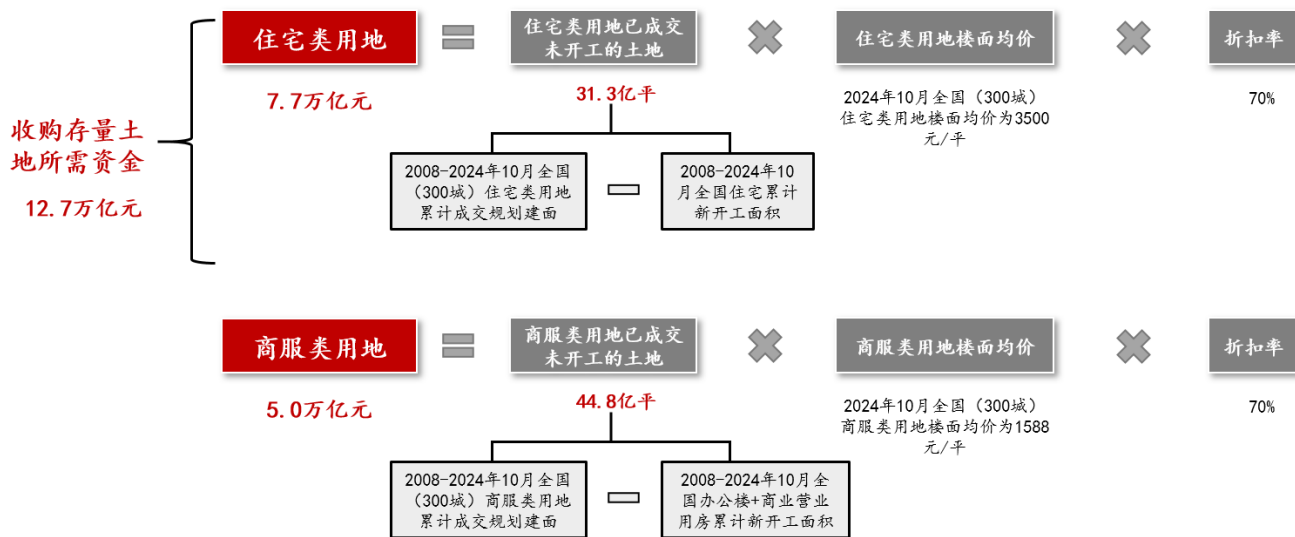 住宅类用地
住宅类用地已成交
未开工的土地
住宅类用地楼面均价
折扣率
7.7万亿元
31.3亿平
2024年10月全国（300城）
住宅类用地楼面均价为3500
元/平
70%
收购存量土
地所需资金
12.7万亿元
2008-2024年10月全国
（300城）住宅类用地
累计成交规划建面
2008-2024年10
月全国住宅累计
新开工面积
商服类用地
商服类用地已成交
未开工的土地
商服类用地楼面均价
折扣率
5.0万亿元
44.8亿平
2024年10月全国（300城）
商服类用地楼面均价为1588
元/平
70%
2008-2024年10月全国
（300城）商服类用地
累计成交规划建面
2008-2024年10月全
国办公楼+商业营业
用房累计新开工面积